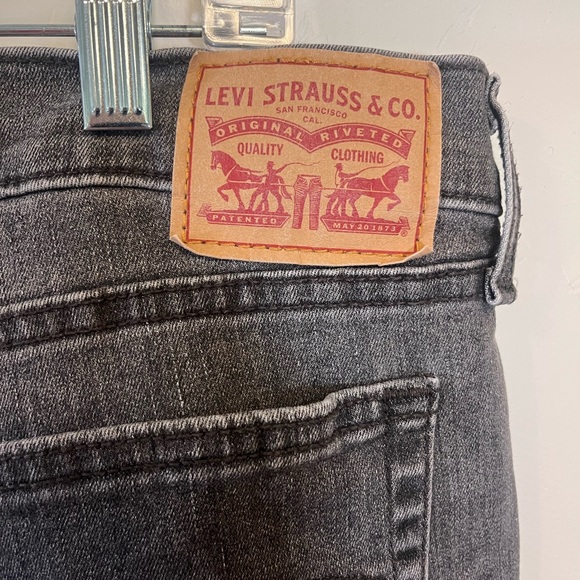 LEVI STRAUSS & CO.
SAN FRANCISCO
CAL.
ORIGINAL RIVETED
QUALITY CLOTHING
PATENTED MAY 20 1873 ®